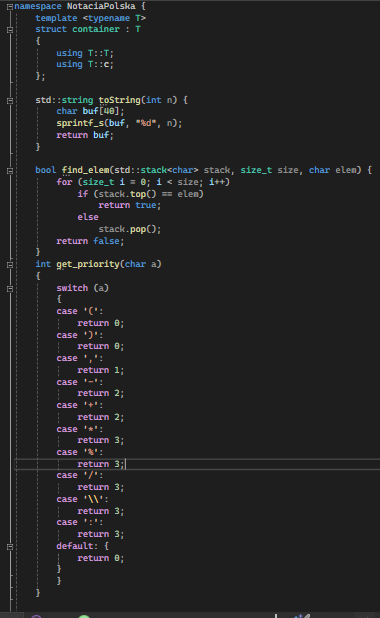 namespace NotaciaPolska {
template <typename T>
struct container : T
{
using T::T;
using T::c;
};
std::string toString(int n) {
char buf[40];
sprintf_s(buf, "%d", n);
return buf;
}
bool find_elem(std::stack<char> stack, size_t size, char elem) {
for (size_t i = 0; i < size; i++)
if (stack.top() == elem)
return true;
else
stack.pop();
return false;
}
int get_priority(char a)
{
switch (a)
{
case '(':
return 0;
case ')':
return 0;
case ',':
return 1;
case '-':
return 2;
case '+':
return 2;
case '*':
return 3;
case '%':
return 3;
case '/':
return 3;
case '\\':
return 3;
case ':':
return 3;
default: {
return 0;
}
}
}